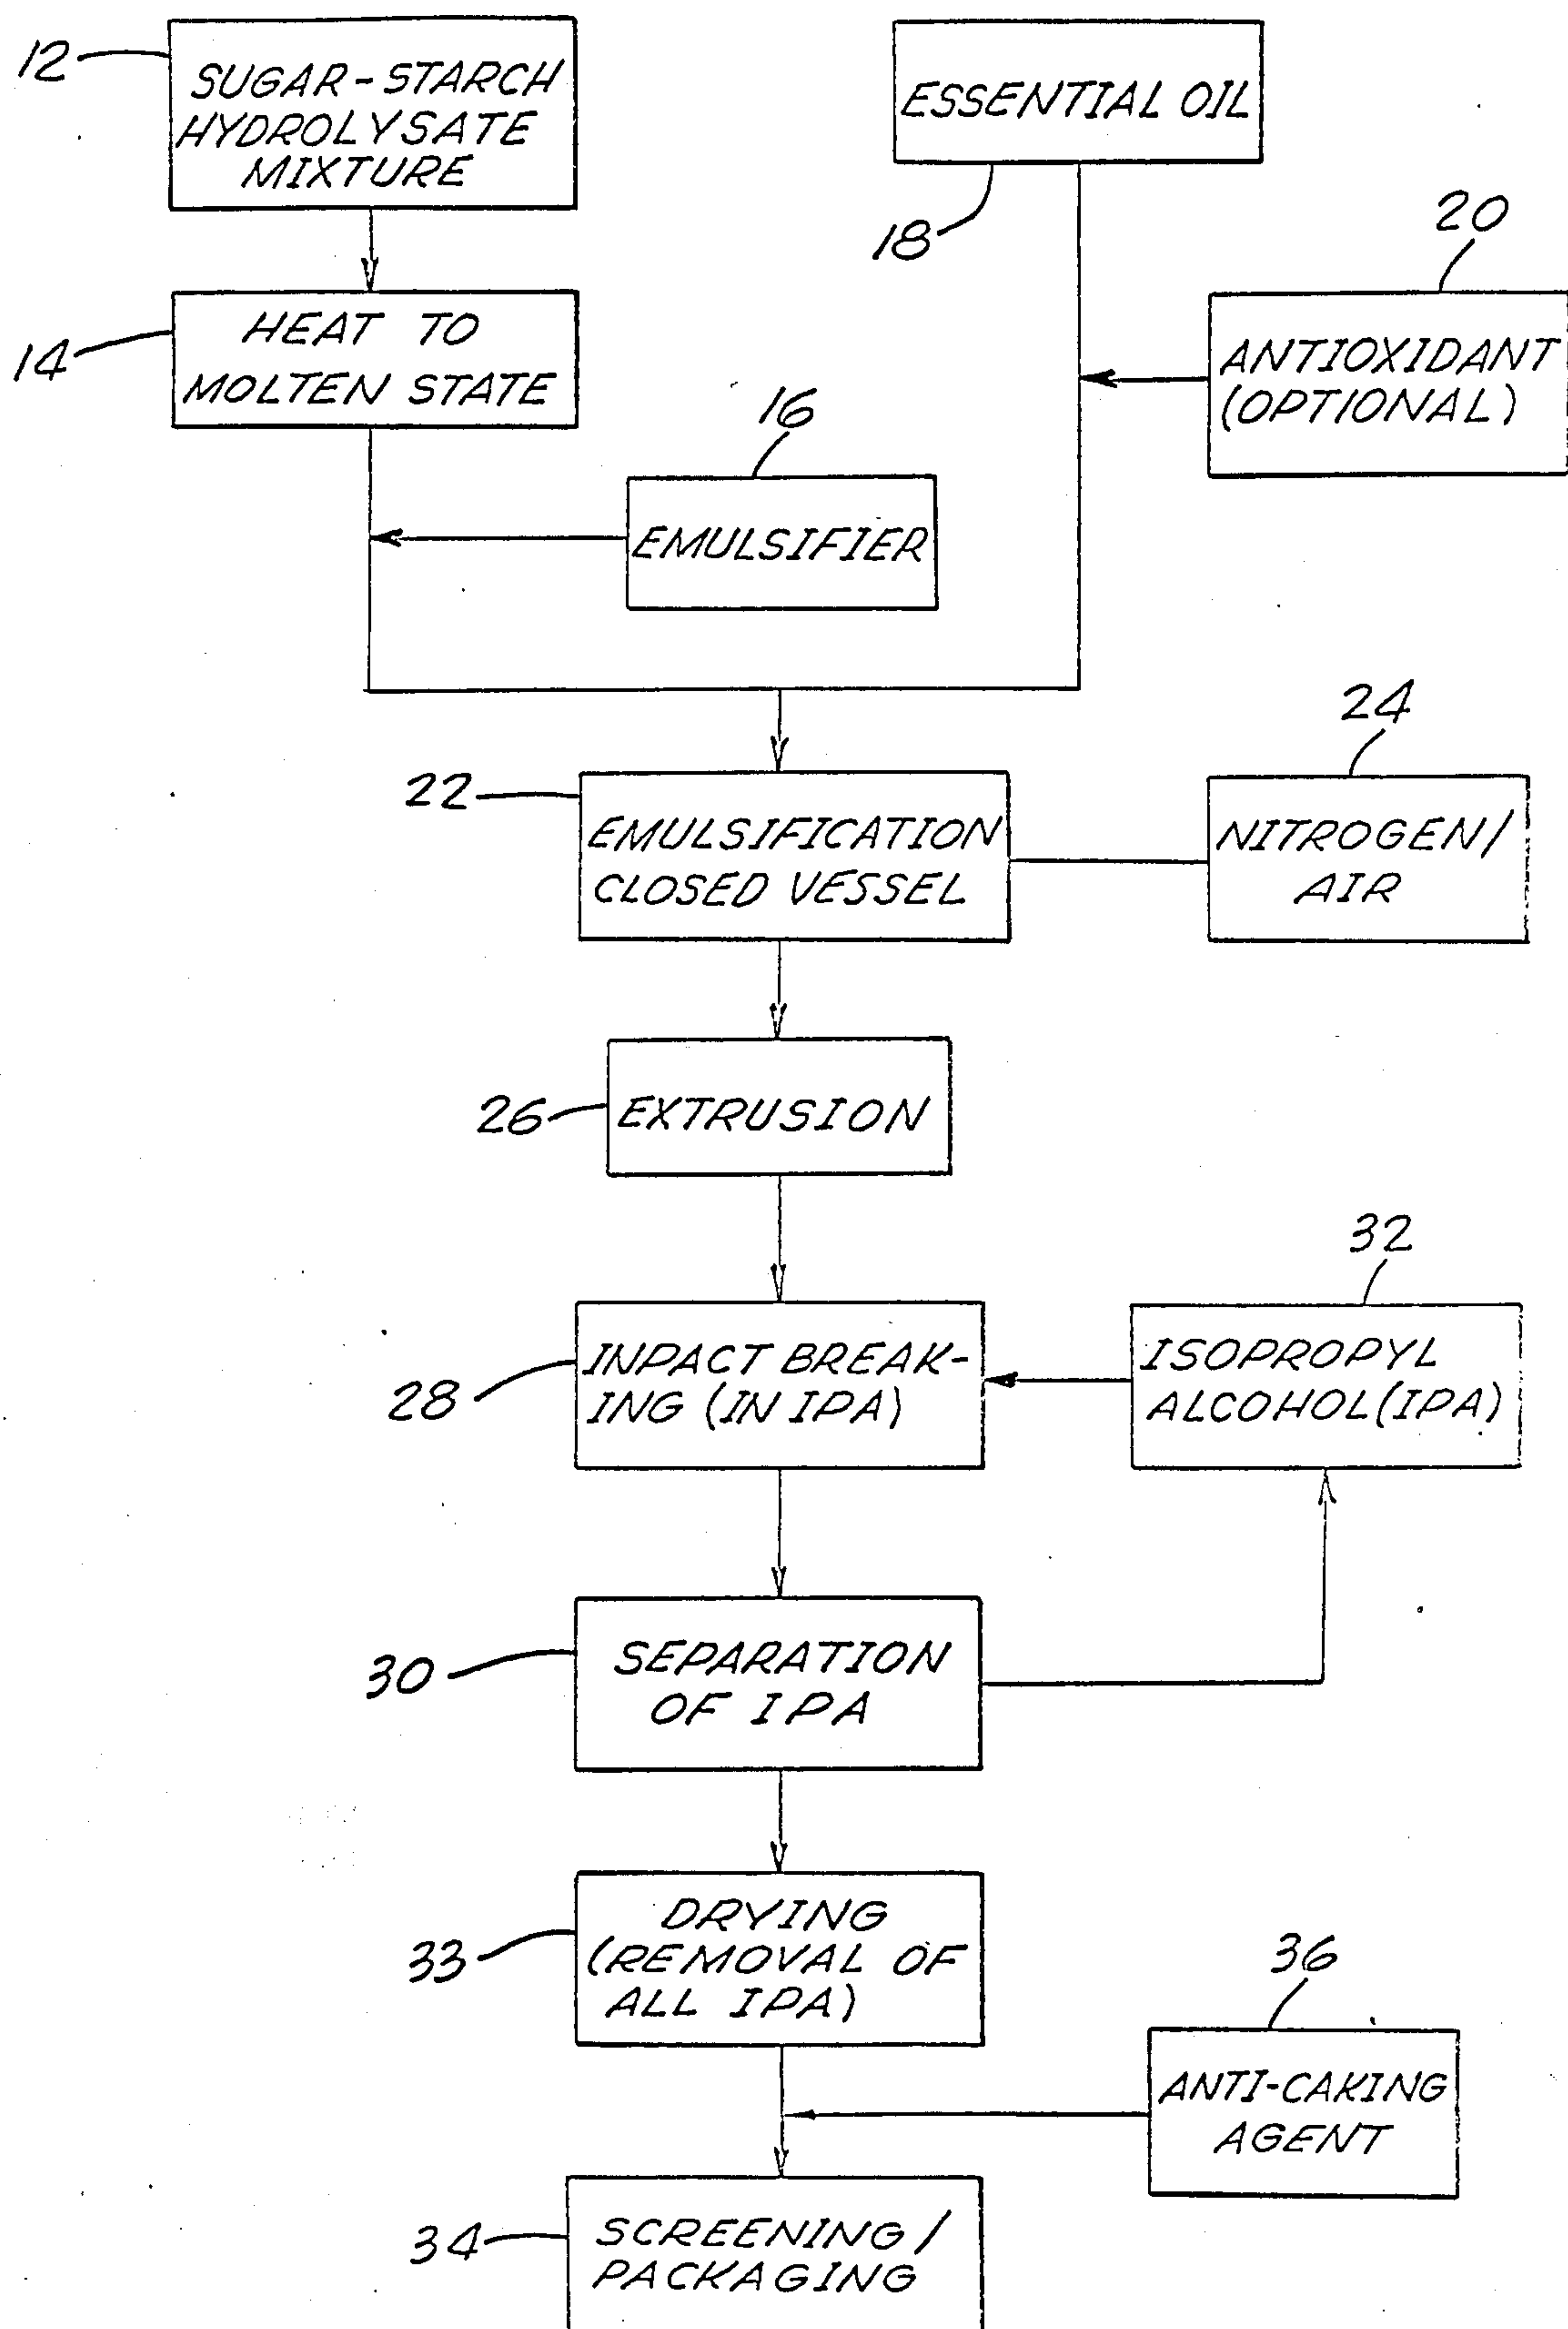 12
SUGAR-STARCH
HYDROLYSATE
MIXTURE
ESSENTIAL OIL
18
20
14
HEAT TO
MOLTEN STATE
ANTIOXIDANT
(OPTIONAL)
16
EMULSIFIER
22
EMULSIFICATION
CLOSED VESSEL
24
NITROGEN/
AIR
26
EXTRUSION
28
INPACT BREAK-
ING (IN IPA)
32
ISOPROPYL
ALCOHOL(IPA)
30
SEPARATION
OF IPA
33
DRYING
(REMOVAL OF
ALL IPA)
36
ANTI-CAKING
AGENT
34
SCREENING/
PACKAGING